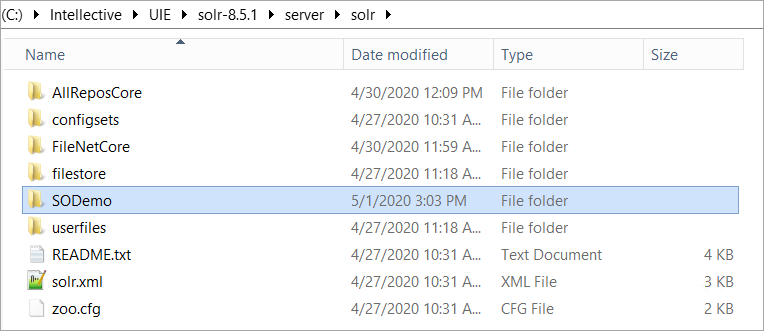 (C:) Intellective UIE solr-8.5.1 server solr
Name Date modified Type Size
AllReposCore 4/30/2020 12:09 PM File folder
configsets 4/27/2020 10:31 A... File folder
FileNetCore 4/30/2020 11:59 A... File folder
filestore 4/27/2020 11:18 A... File folder
SODemo 5/1/2020 3:03 PM File folder
userfiles 4/27/2020 11:18 A... File folder
README.txt 4/27/2020 10:31 A... Text Document 4 KB
solr.xml 4/27/2020 10:31 A... XML File 3 KB
zoo.cfg 4/27/2020 10:31 A... CFG File 2 KB